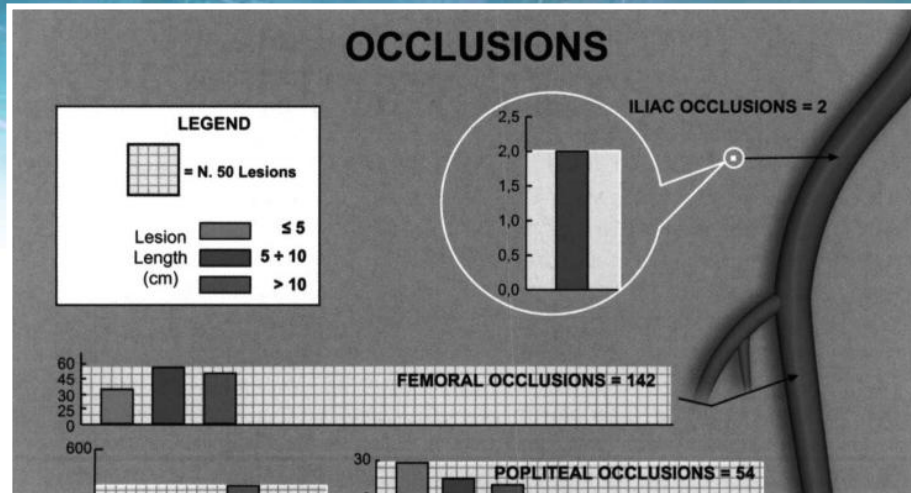 OCCLUSIONS
LEGEND
= N. 50 Lesions
Lesion
Length
(cm)
≤ 5
5 ÷ 10
> 10
ILIAC OCCLUSIONS = 2
2,5
2,0
1,5
1,0
0,5
0,0
60
45
30
25
0
FEMORAL OCCLUSIONS = 142
600
30
POPLITEAL OCCLUSIONS = 54